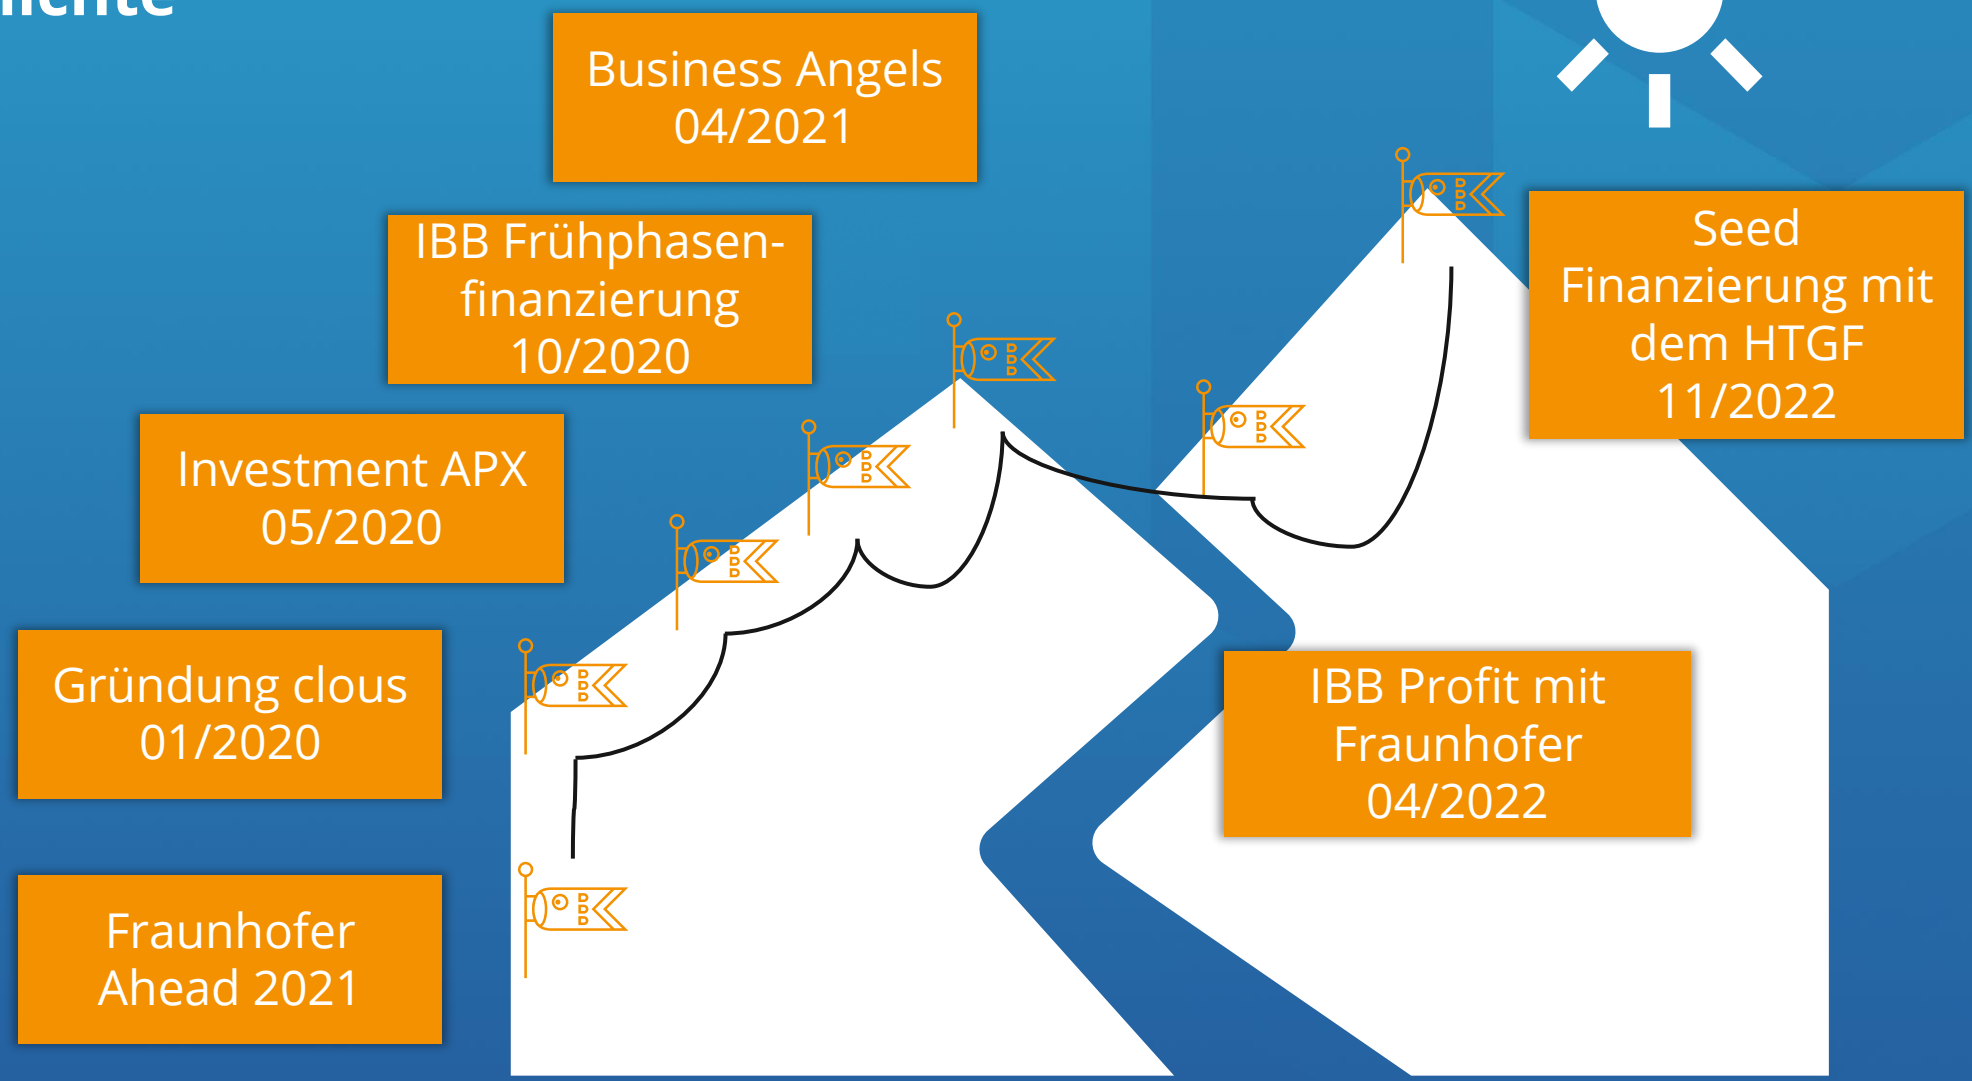 Business Angels
04/2021
IBB Frühphasen-
finanzierung
10/2020
Seed
Finanzierung mit
dem HTGF
11/2022
Investment APX
05/2020
Gründung clous
01/2020
IBB Profit mit
Fraunhofer
04/2022
Fraunhofer
Ahead 2021